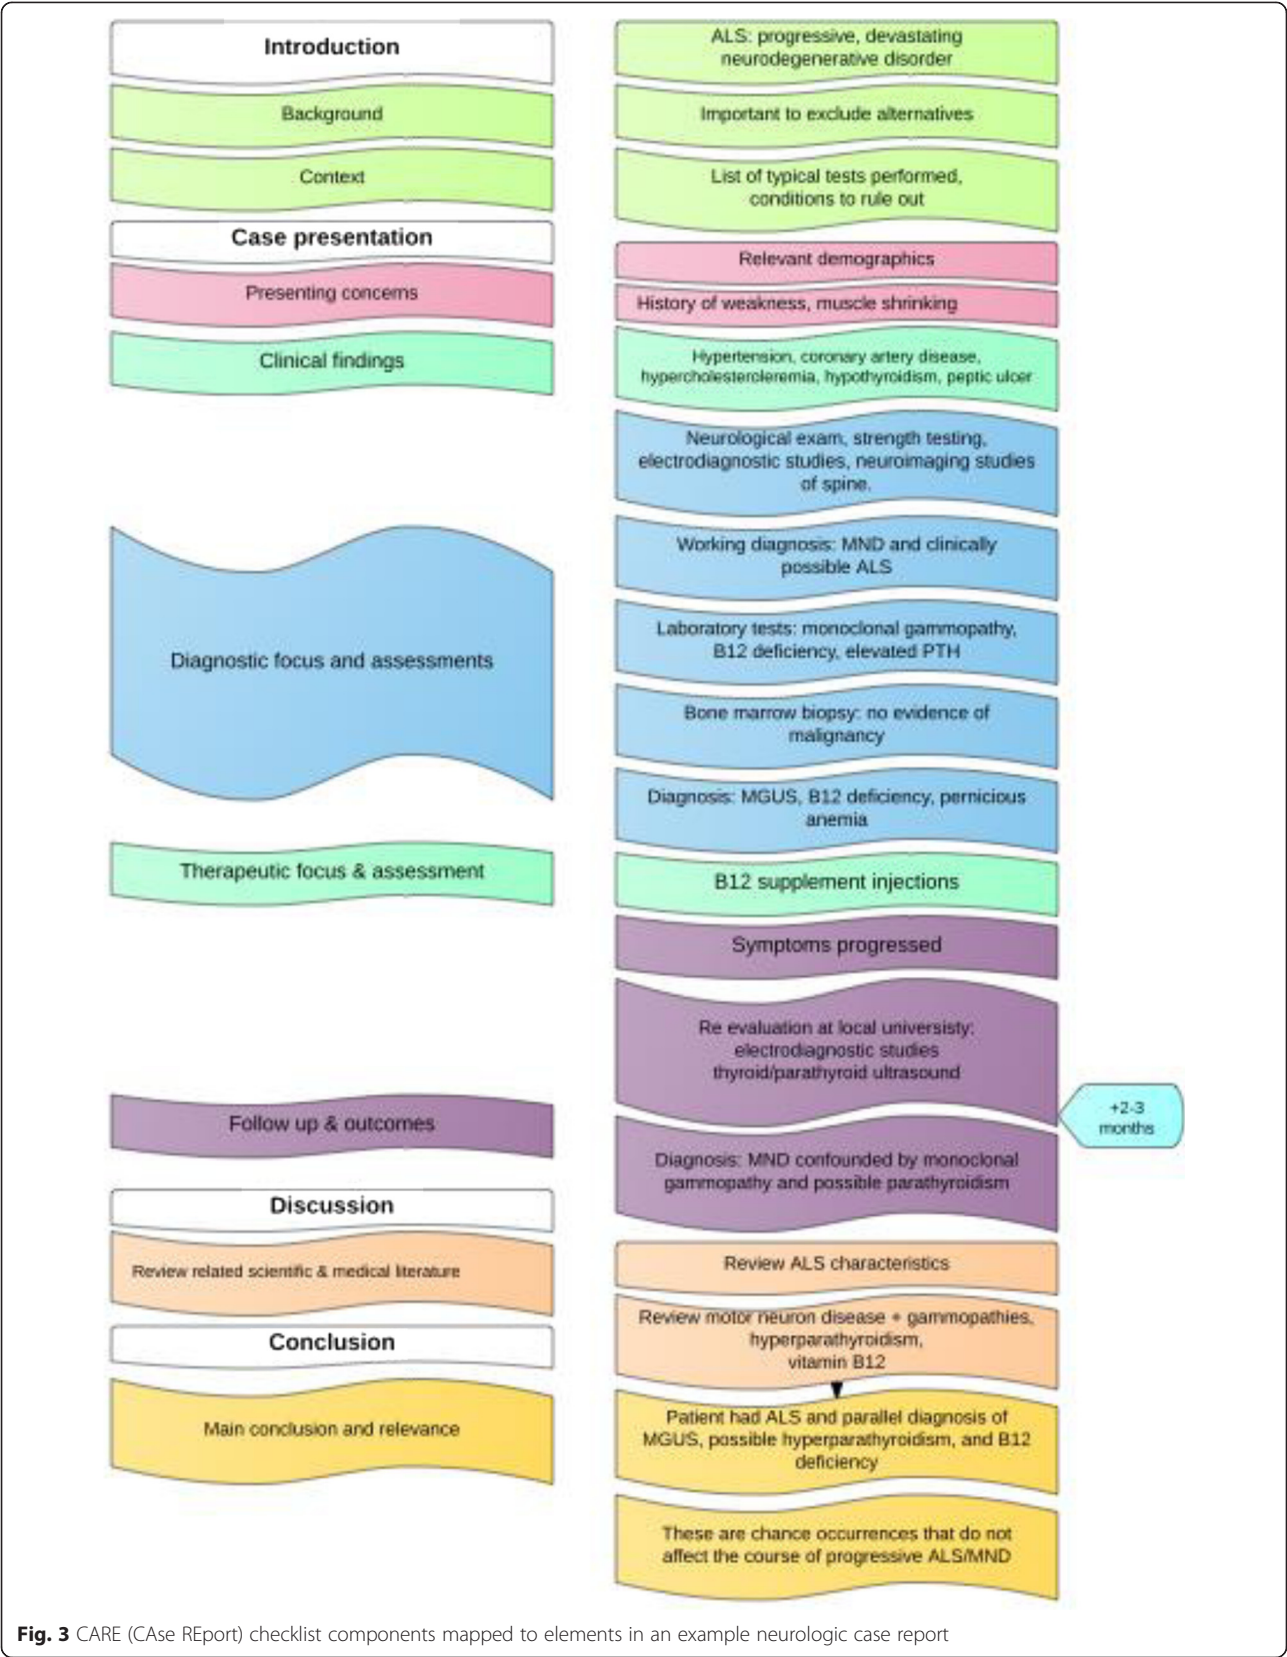 Introduction
Background
Context
Case presentation
Presenting concerns
Clinical findings
Diagnostic focus and assessments
Therapeutic focus & assessment
Follow up & outcomes
Discussion
Review related scientific & medical literature
Conclusion
Main conclusion and relevance
ALS: progressive, devastating
neurodegenerative disorder
Important to exclude alternatives
List of typical tests performed,
conditions to rule out
Relevant demographics
History of weakness, muscle shrinking
Hypertension, coronary artery disease,
hypercholesteroleremia, hypothyroidism, peptic ulcer
Neurological exam, strength testing,
electrodiagnostic studies, neuroimaging studies
of spine.
Working diagnosis: MND and clinically
possible ALS
Laboratory tests: monoclonal gammopathy,
B12 deficiency, elevated PTH
Bone marrow biopsy: no evidence of
malignancy
Diagnosis: MGUS, B12 deficiency, pernicious
anemia
B12 supplement injections
Symptoms progressed
Re evaluation at local universisty:
electrodiagnostic studies
thyroid/parathyroid ultrasound
+2-3
months
Diagnosis: MND confounded by monoclonal
gammopathy and possible parathyroidism
Review ALS characteristics
Review motor neuron disease + gammopathies,
hyperparathyroidism,
vitamin B12
Patient had ALS and parallel diagnosis of
MGUS, possible hyperparathyroidism, and B12
deficiency
These are chance occurrences that do not
affect the course of progressive ALS/MND
Fig. 3 CARE (CAse REport) checklist components mapped to elements in an example neurologic case report